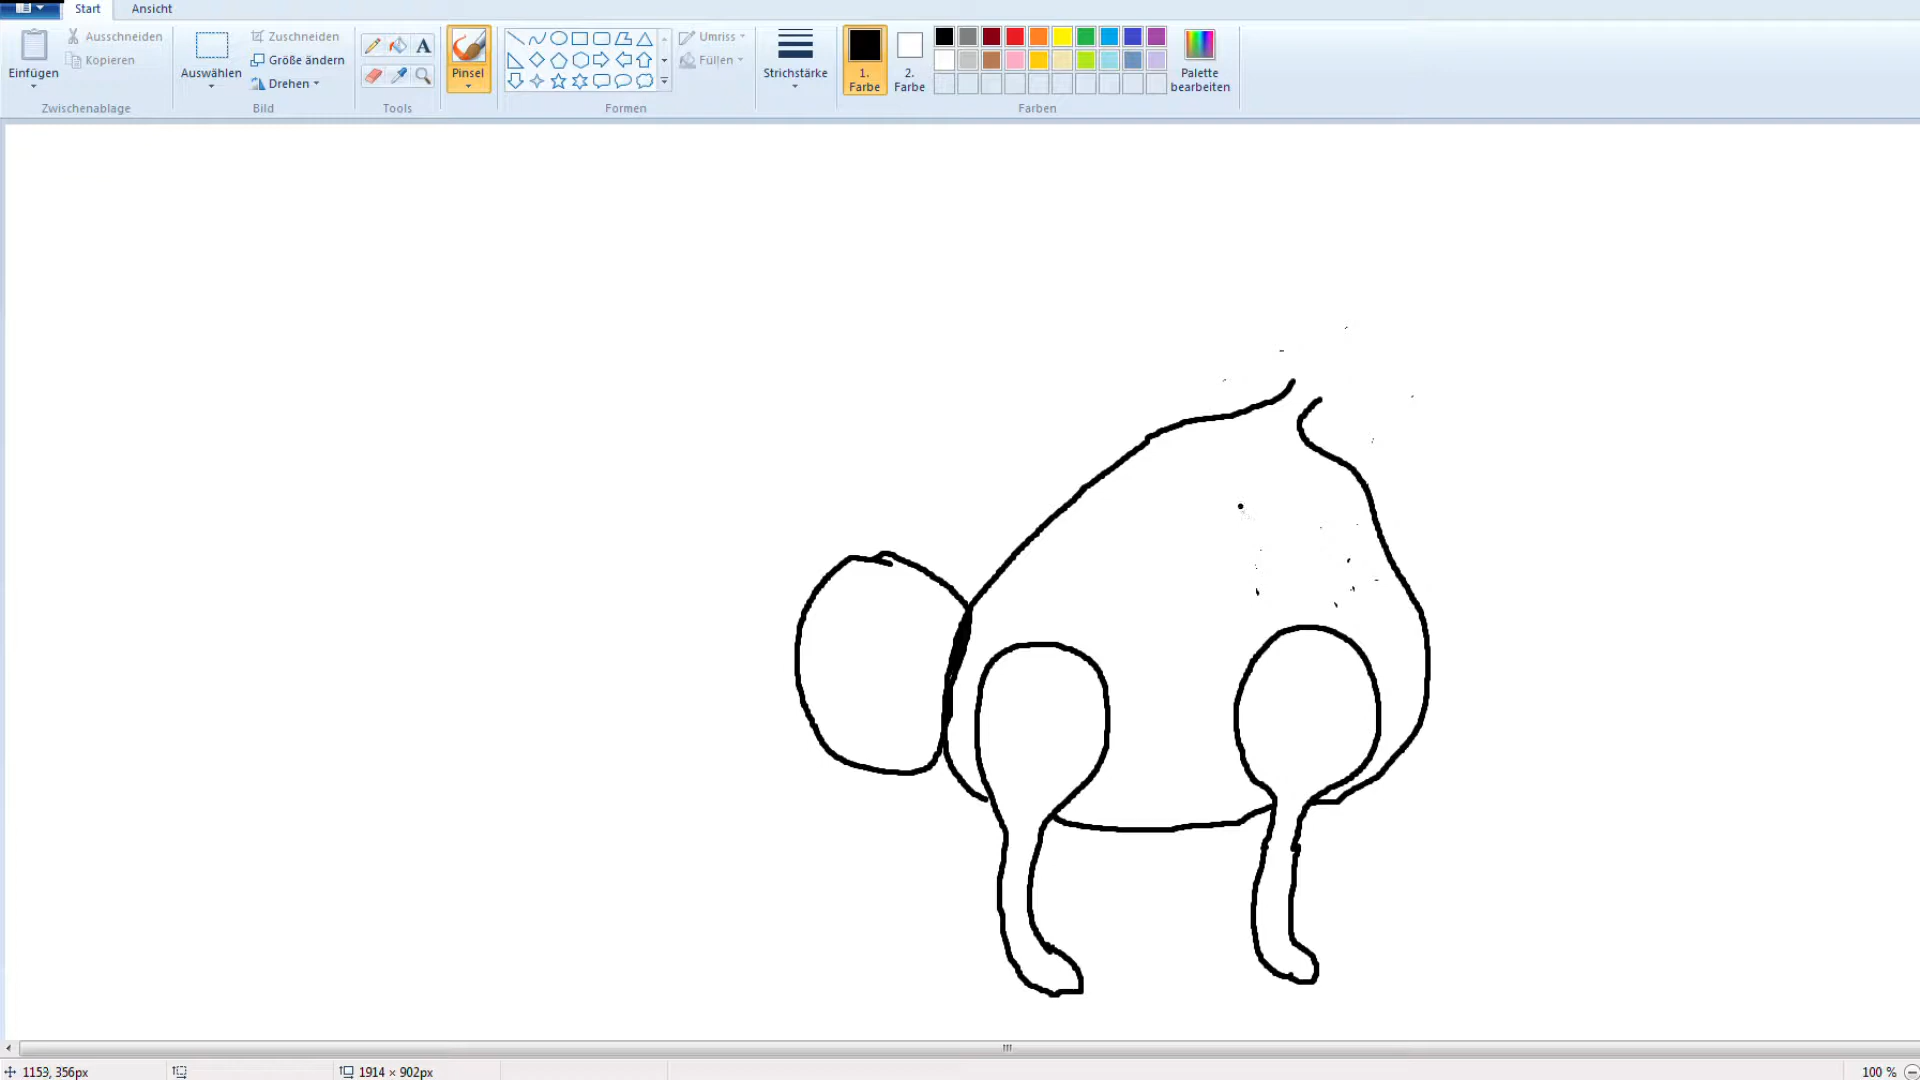 Start Ansicht
Einfügen
Ausschneiden
Kopieren
Zwischenablage
Auswählen
Zuschneiden
Größe ändern
Drehen
Bild
A
Tools
Pinsel
Formen
Umriss
Füllen
Strichstärke
1.
Farbe
2.
Farbe
Palette
bearbeiten
Farben
1153, 356px
1914 × 902px
100 %